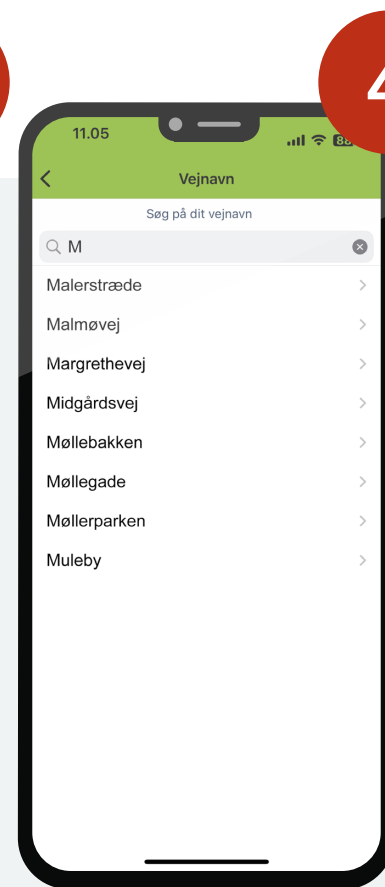 4
11.05
Vejnavn
Søg på dit vejnavn
M
Malerstræde
Malmøvej
Margrethevej
Midgårdsvej
Møllebakken
Møllegade
Møllerparken
Muleby